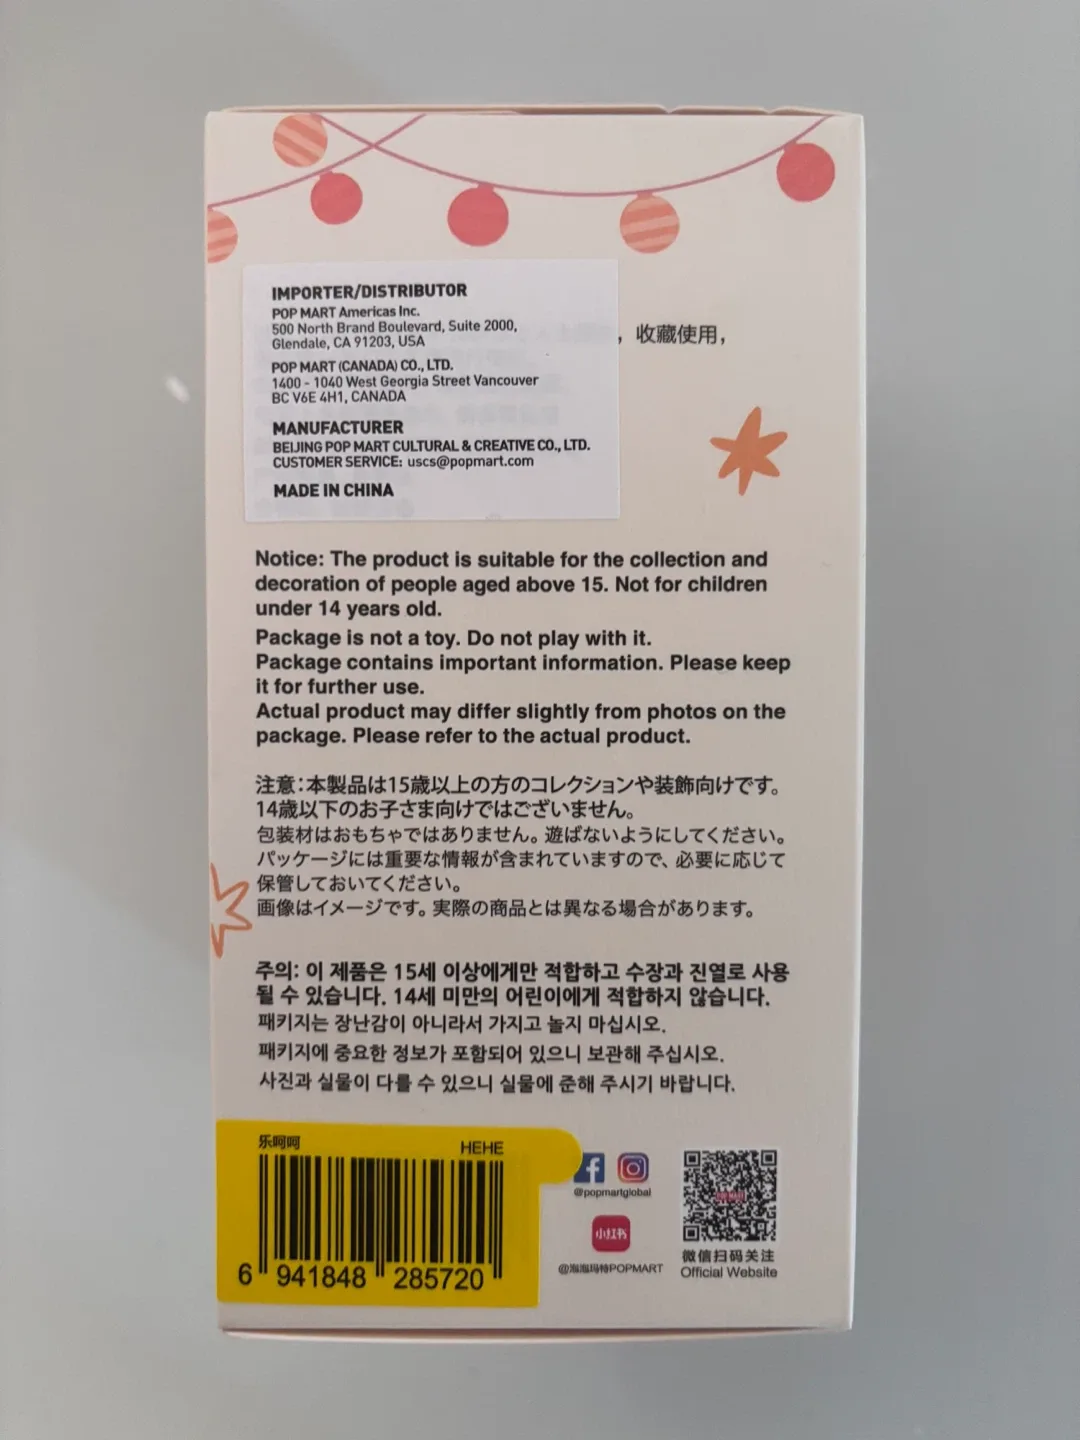 IMPORTER/DISTRIBUTOR
POP MART Americas Inc.
500 North Brand Boulevard, Suite 2000,
Glendale, CA 91203, USA
POP MART (CANADA) CO., LTD.
1400 - 1040 West Georgia Street Vancouver
BC V6E 4H1, CANADA
MANUFACTURER
BEIJING POP MART CULTURAL & CREATIVE CO., LTD.
CUSTOMER SERVICE: uscs@popmart.com
MADE IN CHINA
，收藏使用，
Notice: The product is suitable for the collection and
decoration of people aged above 15. Not for children
under 14 years old.
Package is not a toy. Do not play with it.
Package contains important information. Please keep
it for further use.
Actual product may differ slightly from photos on the
package. Please refer to the actual product.
注意：本製品は15歳以上の方のコレクションや装飾向けです。
14歳以下のお子さま向けではございません。
包装材はおもちゃではありません。遊ばないようにしてください。
パッケージには重要な情報が含まれていますので、必要に応じて
保管しておいてください。
画像はイメージです。実際の商品とは異なる場合があります。
주의: 이 제품은 15세 이상에게만 적합하고 수장과 진열로 사용
될 수 있습니다. 14세 미만의 어린이에게 적합하지 않습니다.
패키지는 장난감이 아니라서 가지고 놀지 마십시오.
패키지에 중요한 정보가 포함되어 있으니 보관해 주십시오.
사진과 실물이 다를 수 있으니 실물에 준해 주시기 바랍니다.
乐呵呵 HEHE
6 941848 285720
@popmartglobal
小红书
@泡泡玛特POPMART
POP MART
微信扫码关注
Official Website